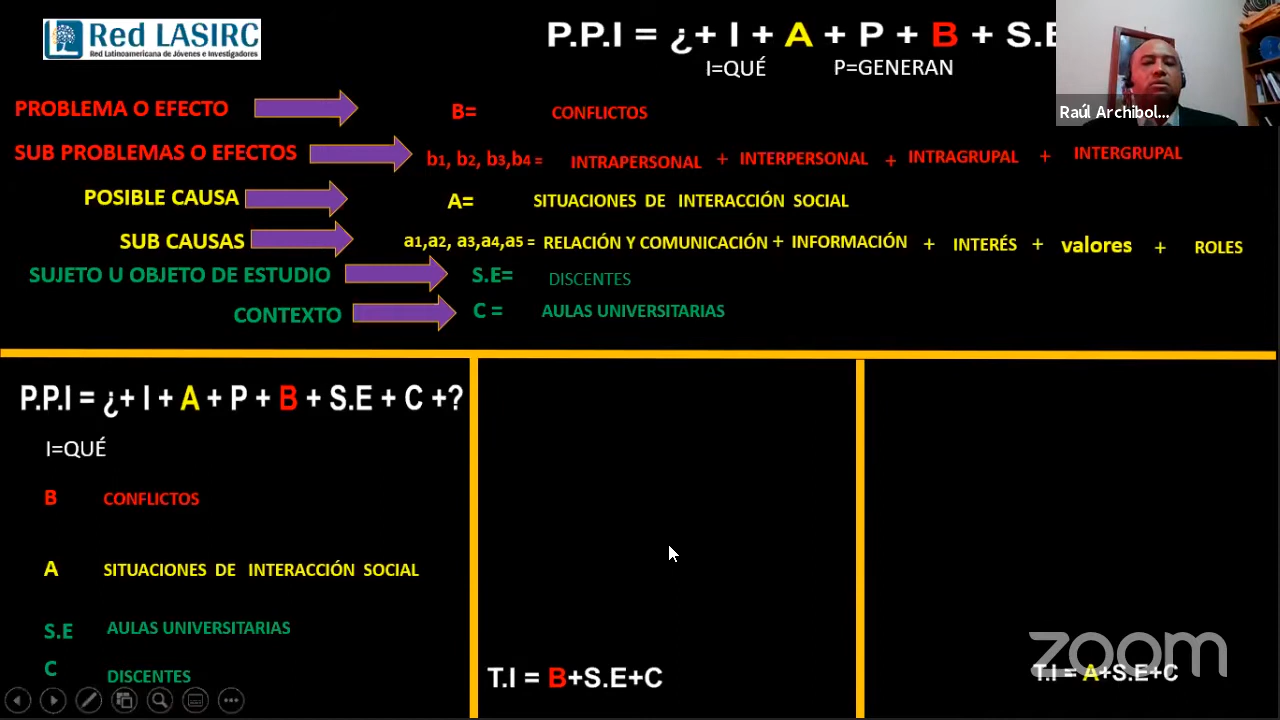 Red LASIRC
Red Latinoamericana de Jóvenes e Investigadores
P.P.I = ¿+ I + A + P + B + S.E
I=QUÉ P=GENERAN
Raúl Archibol...
PROBLEMA O EFECTO B= CONFLICTOS
SUB PROBLEMAS O EFECTOS b1, b2, b3,b4 = INTRAPERSONAL + INTERPERSONAL + INTRAGRUPAL + INTERGRUPAL
POSIBLE CAUSA A= SITUACIONES DE INTERACCIÓN SOCIAL
SUB CAUSAS a1,a2, a3,a4,a5 = RELACIÓN Y COMUNICACIÓN + INFORMACIÓN + INTERÉS + valores + ROLES
SUJETO U OBJETO DE ESTUDIO S.E= DISCENTES
CONTEXTO C = AULAS UNIVERSITARIAS
P.P.I = ¿+ I + A + P + B + S.E + C +?
I=QUÉ
B CONFLICTOS
A SITUACIONES DE INTERACCIÓN SOCIAL
S.E AULAS UNIVERSITARIAS
C DISCENTES
T.I = B+S.E+C
T.I = A+S.E+C
zoom